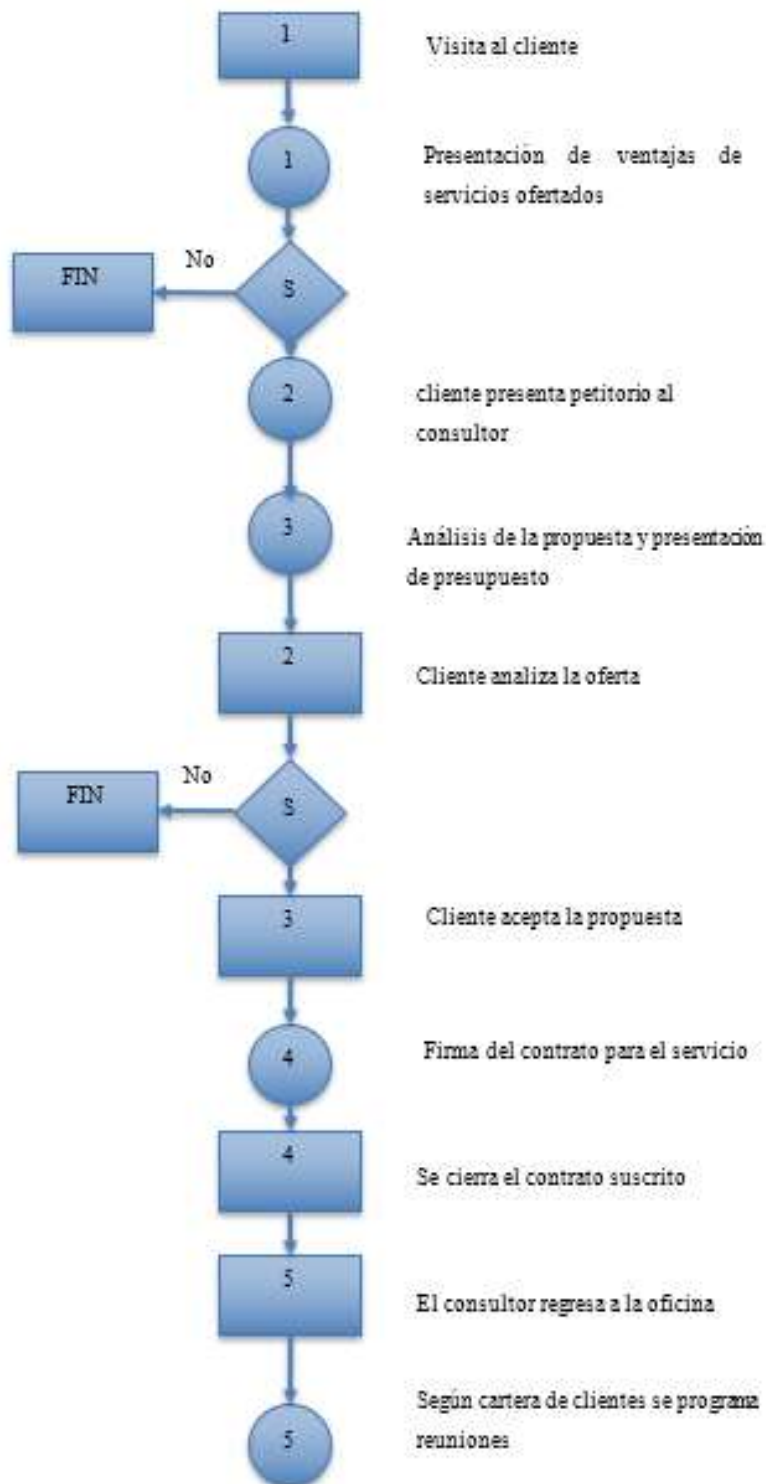 1
Visita al cliente
1
Presentación de ventajas de
servicios ofertados
No
FIN
S
2
cliente presenta petitorio al
consultor
3
Análisis de la propuesta y presentación
de presupuesto
2
Cliente analiza la oferta
No
FIN
S
3
Cliente acepta la propuesta
4
Firma del contrato para el servicio
4
Se cierra el contrato suscrito
5
El consultor regresa a la oficina
5
Según cartera de clientes se programa
reuniones